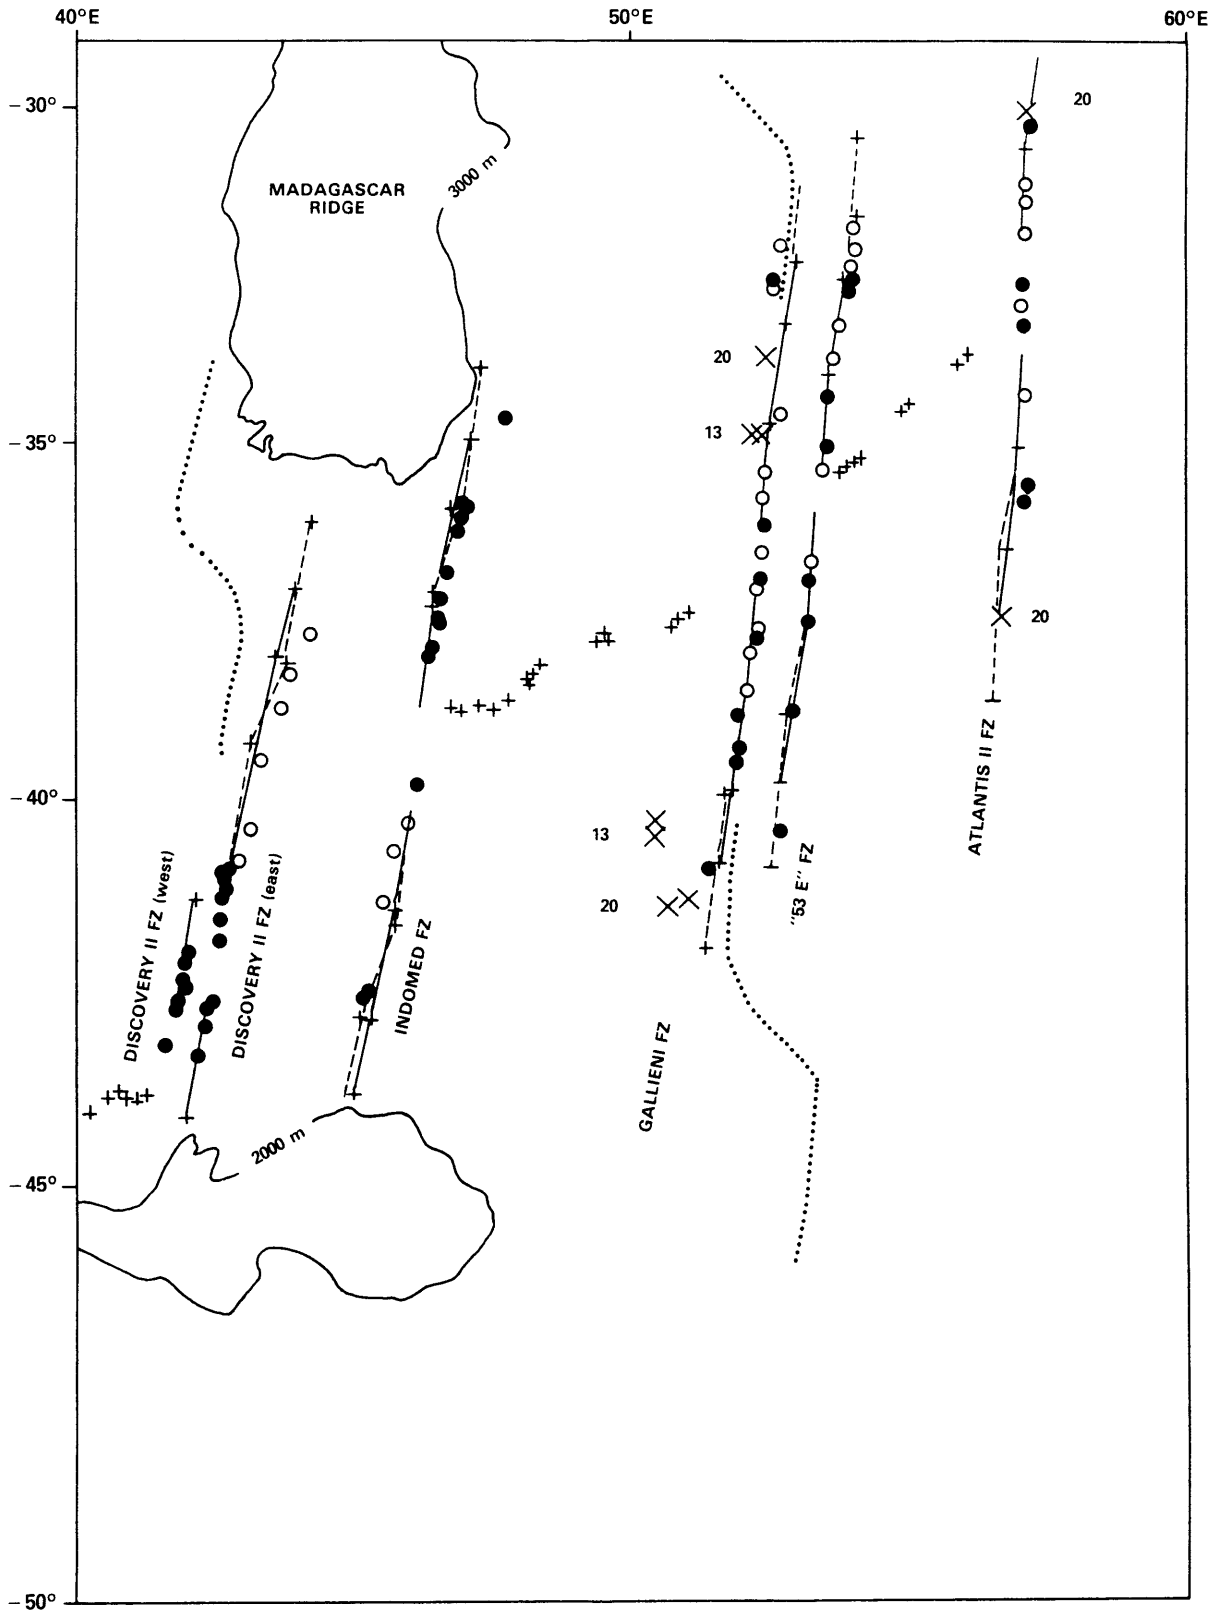 40°E
50°E
60°E
−30°
20
MADAGASCAR
RIDGE
3000 m
20
13
−35°
20
−40°
13
20
DISCOVERY II FZ (west)
DISCOVERY II FZ (east)
INDOMED FZ
GALLIENI FZ
"53 E" FZ
ATLANTIS II FZ
2000 m
−45°
−50°